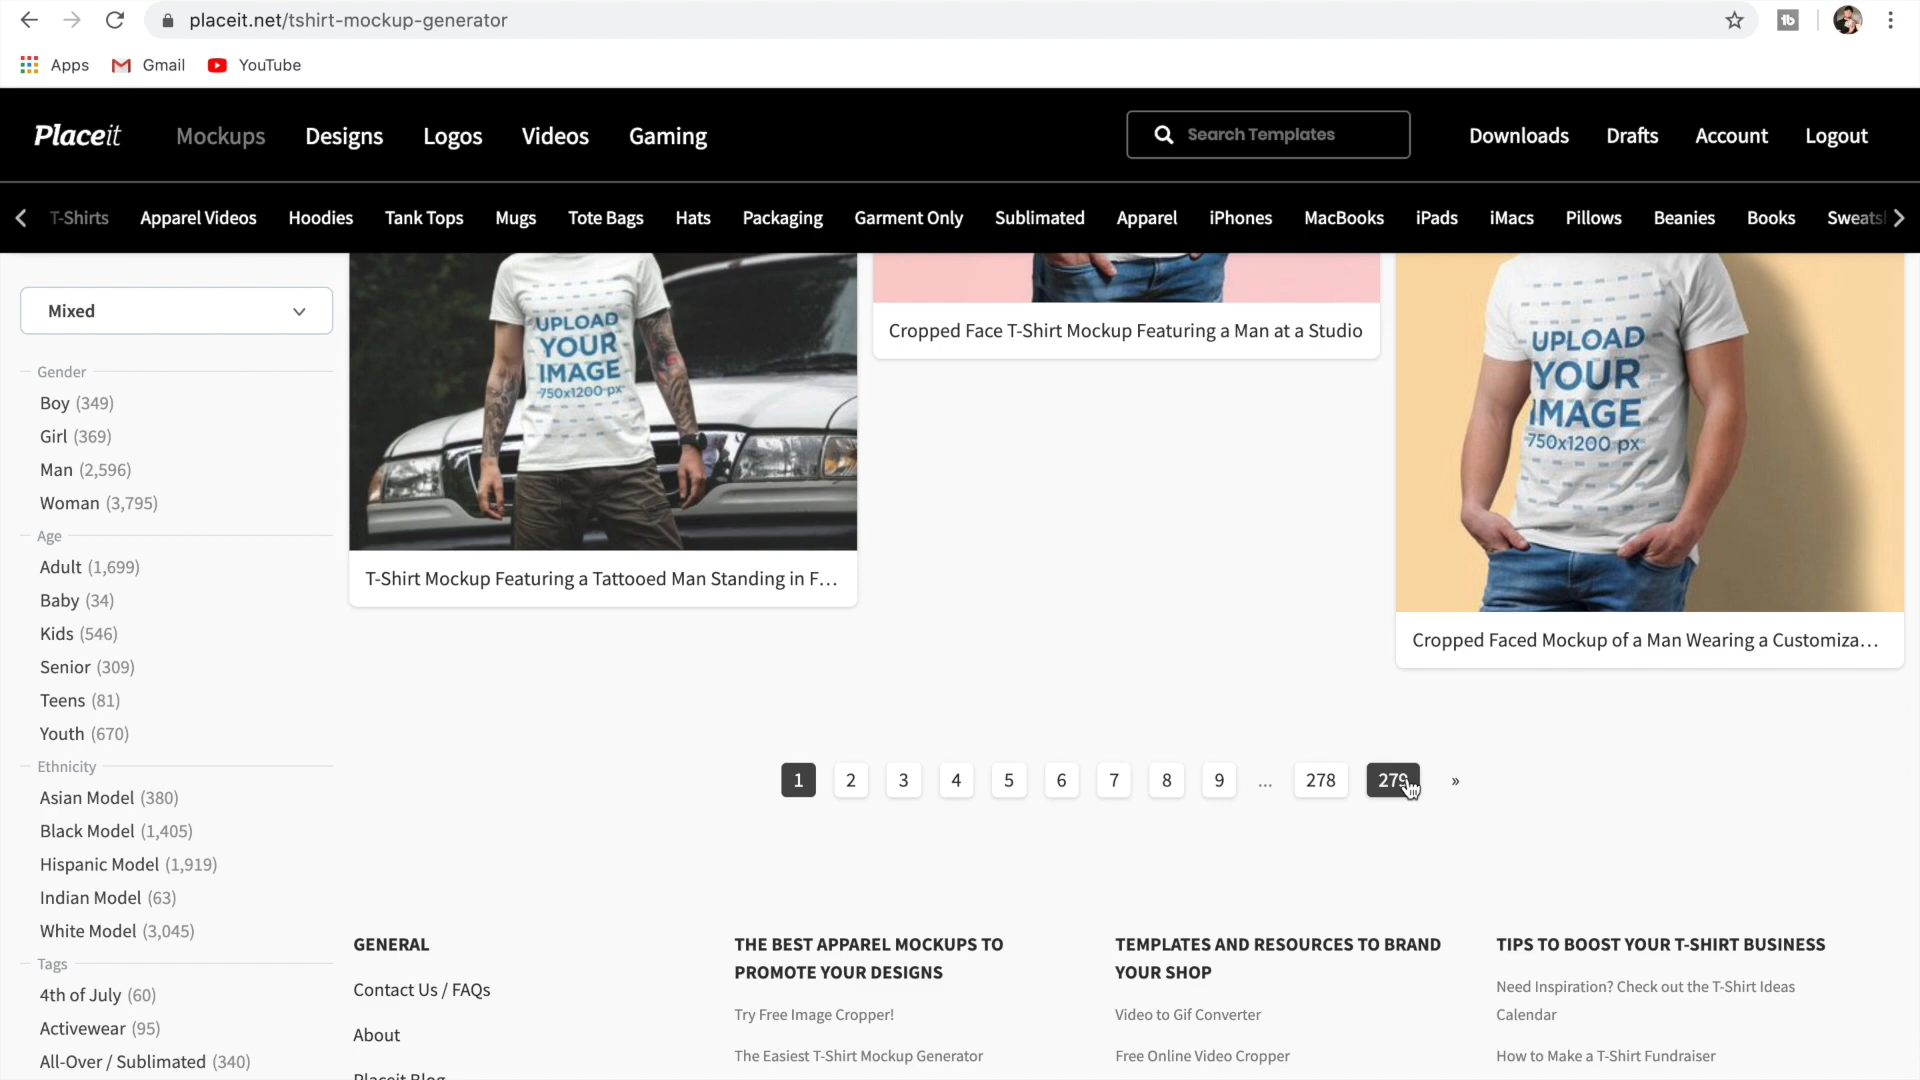 placeit.net/tshirt-mockup-generator
Apps
Gmail
YouTube
Placeit
Mockups
Designs
Logos
Videos
Gaming
Search Templates
Downloads
Drafts
Account
Logout
T-Shirts
Apparel Videos
Hoodies
Tank Tops
Mugs
Tote Bags
Hats
Packaging
Garment Only
Sublimated
Apparel
iPhones
MacBooks
iPads
iMacs
Pillows
Beanies
Books
Sweatsh
Mixed
Gender
Boy (349)
Girl (369)
Man (2,596)
Woman (3,795)
Age
Adult (1,699)
Baby (34)
Kids (546)
Senior (309)
Teens (81)
Youth (670)
Ethnicity
Asian Model (380)
Black Model (1,405)
Hispanic Model (1,919)
Indian Model (63)
White Model (3,045)
Tags
4th of July (60)
Activewear (95)
All-Over / Sublimated (340)
UPLOAD
YOUR
IMAGE
750x1200 px
T-Shirt Mockup Featuring a Tattooed Man Standing in F...
Cropped Face T-Shirt Mockup Featuring a Man at a Studio
UPLOAD
YOUR
IMAGE
750x1200 px
Cropped Faced Mockup of a Man Wearing a Customiza...
1 2 3 4 5 6 7 8 9 ... 278 279 »
GENERAL
Contact Us / FAQs
About
Placeit Blog
THE BEST APPAREL MOCKUPS TO
PROMOTE YOUR DESIGNS
Try Free Image Cropper!
The Easiest T-Shirt Mockup Generator
TEMPLATES AND RESOURCES TO BRAND
YOUR SHOP
Video to Gif Converter
Free Online Video Cropper
TIPS TO BOOST YOUR T-SHIRT BUSINESS
Need Inspiration? Check out the T-Shirt Ideas
Calendar
How to Make a T-Shirt Fundraiser